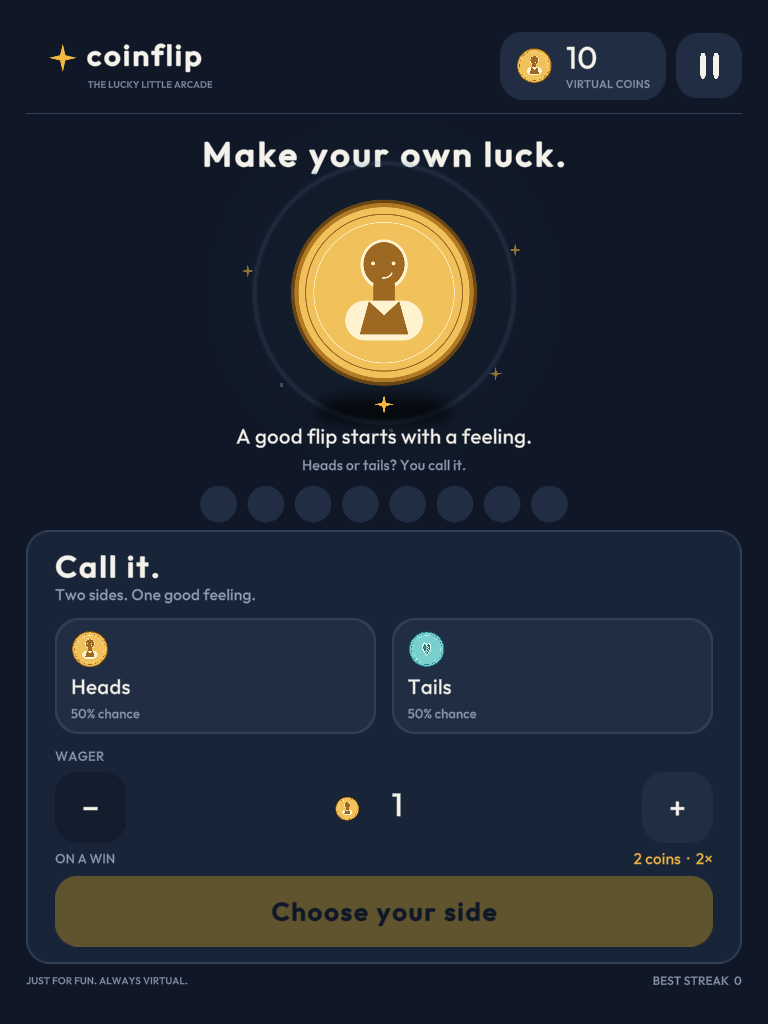 coinflip
THE LUCKY LITTLE ARCADE
10
VIRTUAL COINS
Make your own luck.
A good flip starts with a feeling.
Heads or tails? You call it.
Call it.
Two sides. One good feeling.
Heads
50% chance
Tails
50% chance
WAGER
− 1 +
ON A WIN
2 coins · 2×
Choose your side
JUST FOR FUN. ALWAYS VIRTUAL.
BEST STREAK 0